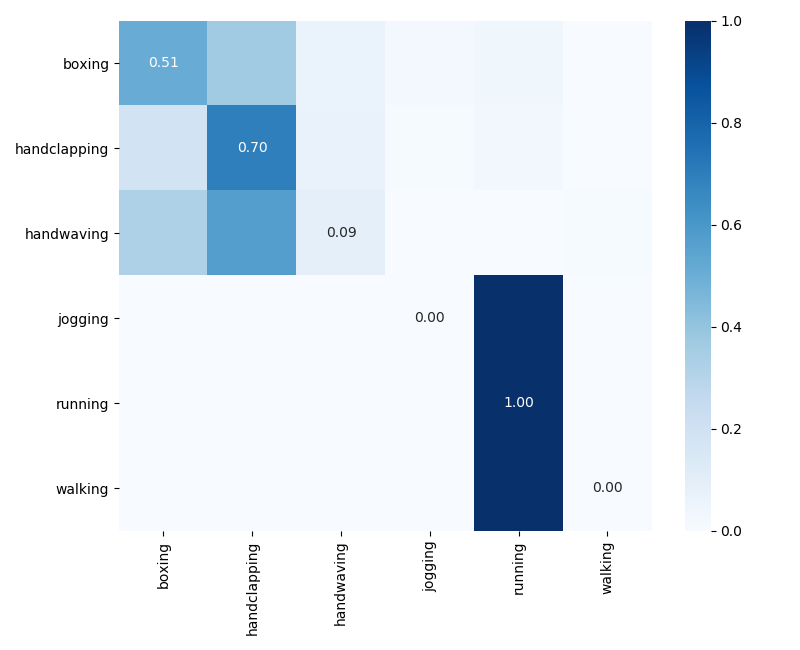 boxing
handclapping
handwaving
jogging
running
walking
0.51
0.70
0.09
0.00
1.00
0.00
boxing
handclapping
handwaving
jogging
running
walking
1.0
0.8
0.6
0.4
0.2
0.0